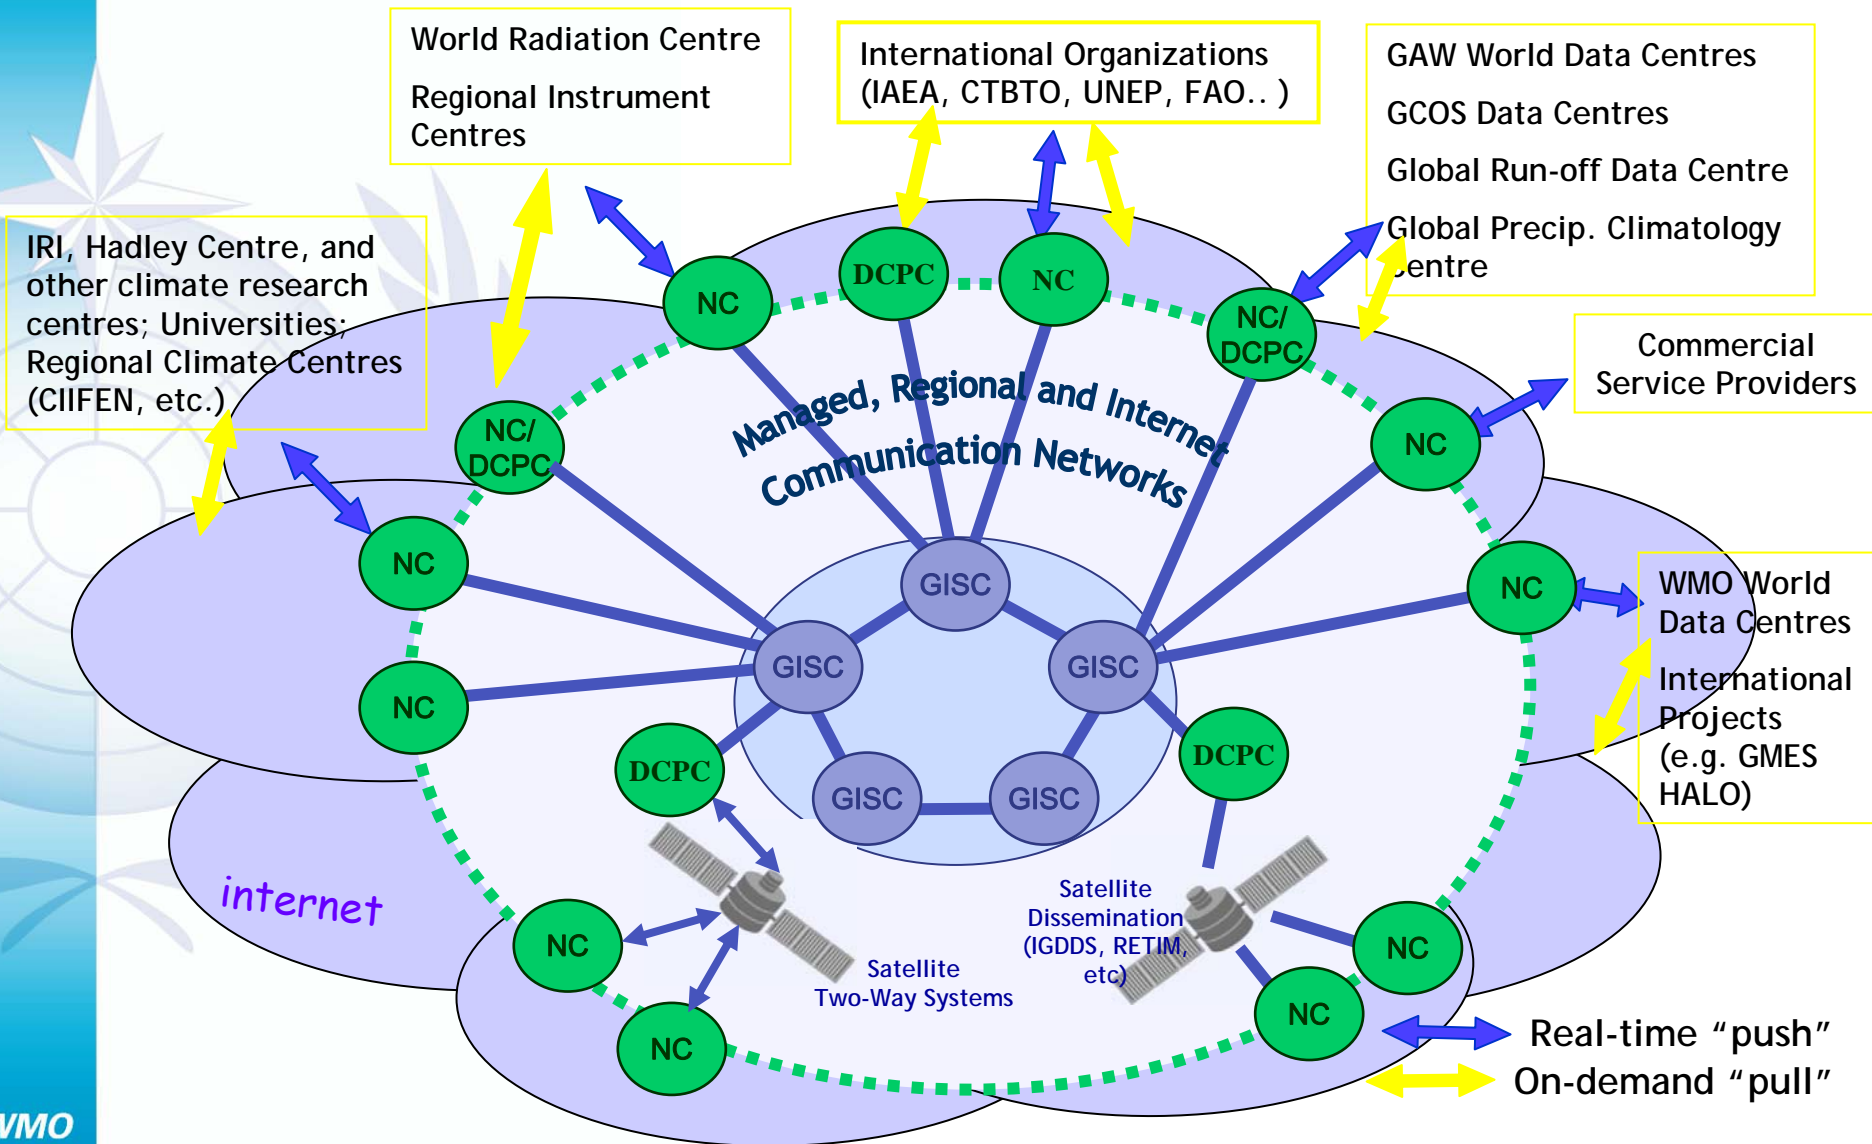 World Radiation Centre
Regional Instrument
Centres
International Organizations
(IAEA, CTBTO, UNEP, FAO.. )
GAW World Data Centres
GCOS Data Centres
Global Run-off Data Centre
Global Precip. Climatology
Centre
IRI, Hadley Centre, and
other climate research
centres; Universities;
Regional Climate Centres
(CIIFEN, etc.)
Commercial
Service Providers
WMO World
Data Centres
International
Projects
(e.g. GMES
HALO)
NC
DCPC
NC
NC/
DCPC
NC/
DCPC
NC
NC
NC
NC
Managed, Regional and Internet
Communication Networks
GISC
GISC
GISC
GISC
GISC
DCPC
DCPC
internet
NC
NC
NC
NC
Satellite
Two-Way Systems
Satellite
Dissemination
(IGDDS, RETIM,
etc)
Real-time “push”
On-demand “pull”
WMO